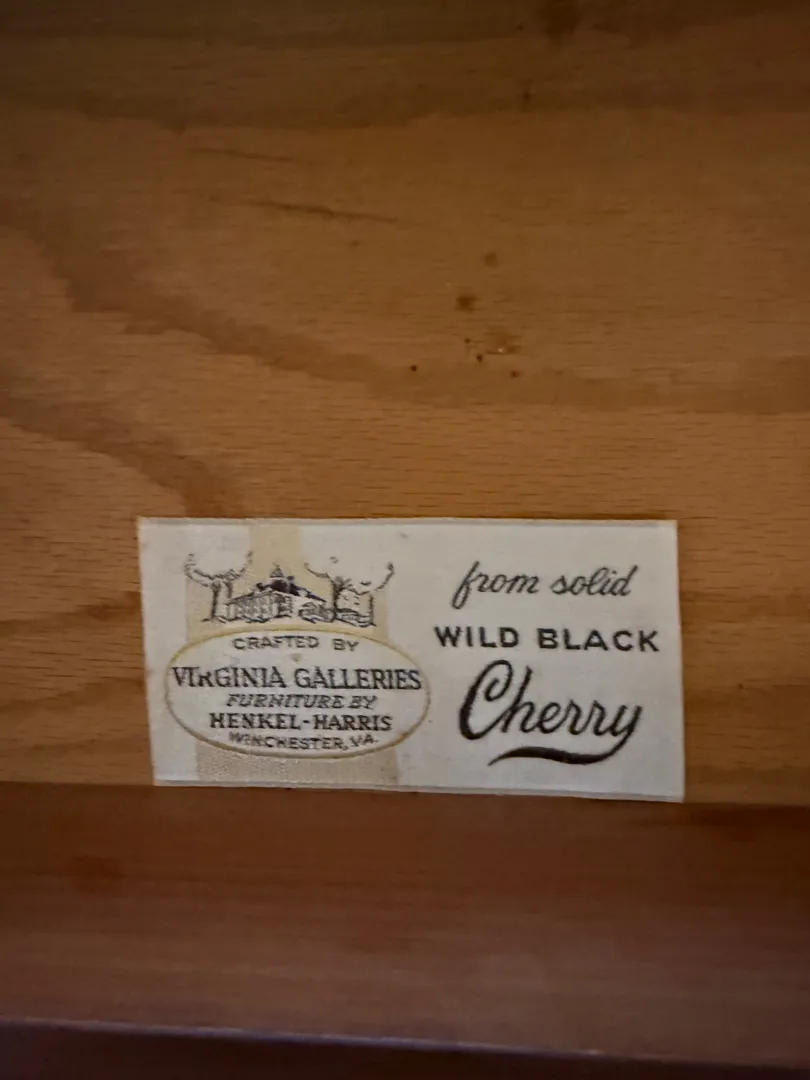 CRAFTED BY
VIRGINIA GALLERIES
FURNITURE BY
HENKEL-HARRIS
WINCHESTER, VA.
from solid
WILD BLACK
Cherry